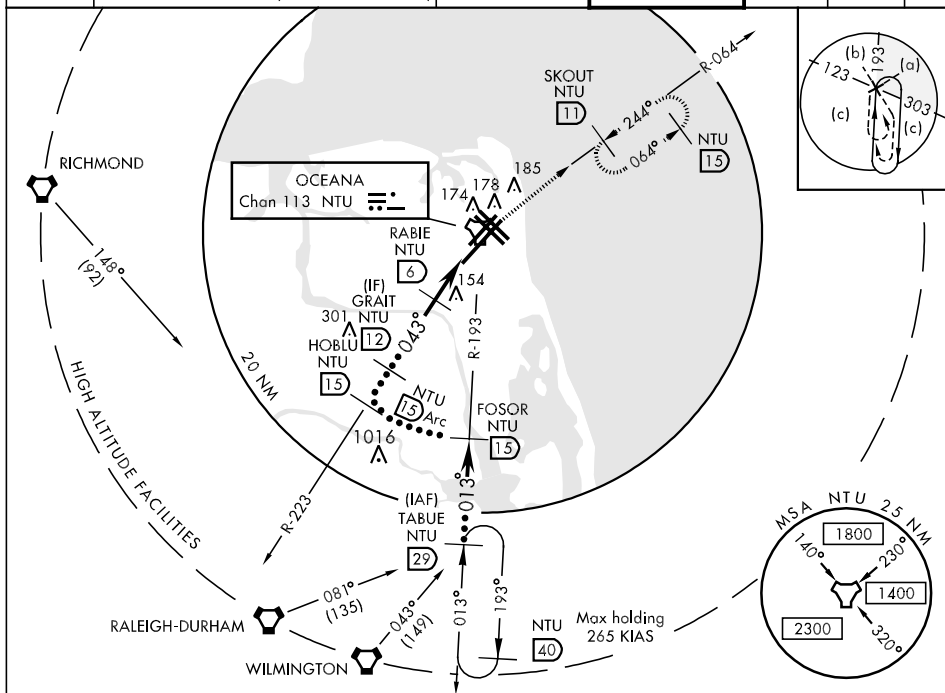 RICHMOND
148°
(92)
HIGH ALTITUDE FACILITIES
OCEANA
Chan 113 NTU
174
178
185
SKOUT
NTU
11
R-064
244°
064°
NTU
15
(b)
193
(a)
123
303
(c)
(c)
RABIE
NTU
6
154
(IF)
GRAIT
NTU
12
301
043°
HOBLU
NTU
15
R-193
20 NM
NTU
15 Arc
FOSOR
NTU
15
1016
R-223
013°
(IAF)
TABUE
NTU
29
081°
(135)
RALEIGH-DURHAM
043°
(149)
WILMINGTON
013°
193°
NTU
40
Max holding
265 KIAS
MSA NTU 25 NM
1800
140°
230°
1400
2300
320°